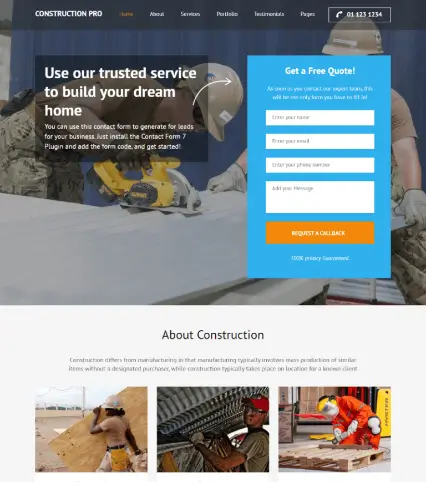 CONSTRUCTION PRO
Home About Services Portfolio Testimonials Pages 01 123 1234
Use our trusted service
to build your dream
home
You can use this contact form to generate for leads
for your business. Just install the Contact Form 7
Plugin and add the form code, and get started!
Get a Free Quote!
As soon as you contact our expert team, this
will be the only form you have to fill in!
Enter your name
Enter your email
Enter your phone number
Add your Message
REQUEST A CALLBACK
100% privacy Guaranteed
About Construction
Construction differs from manufacturing in that manufacturing typically involves mass production of similar
items without a designated purchaser, while construction typically takes place on location for a known client